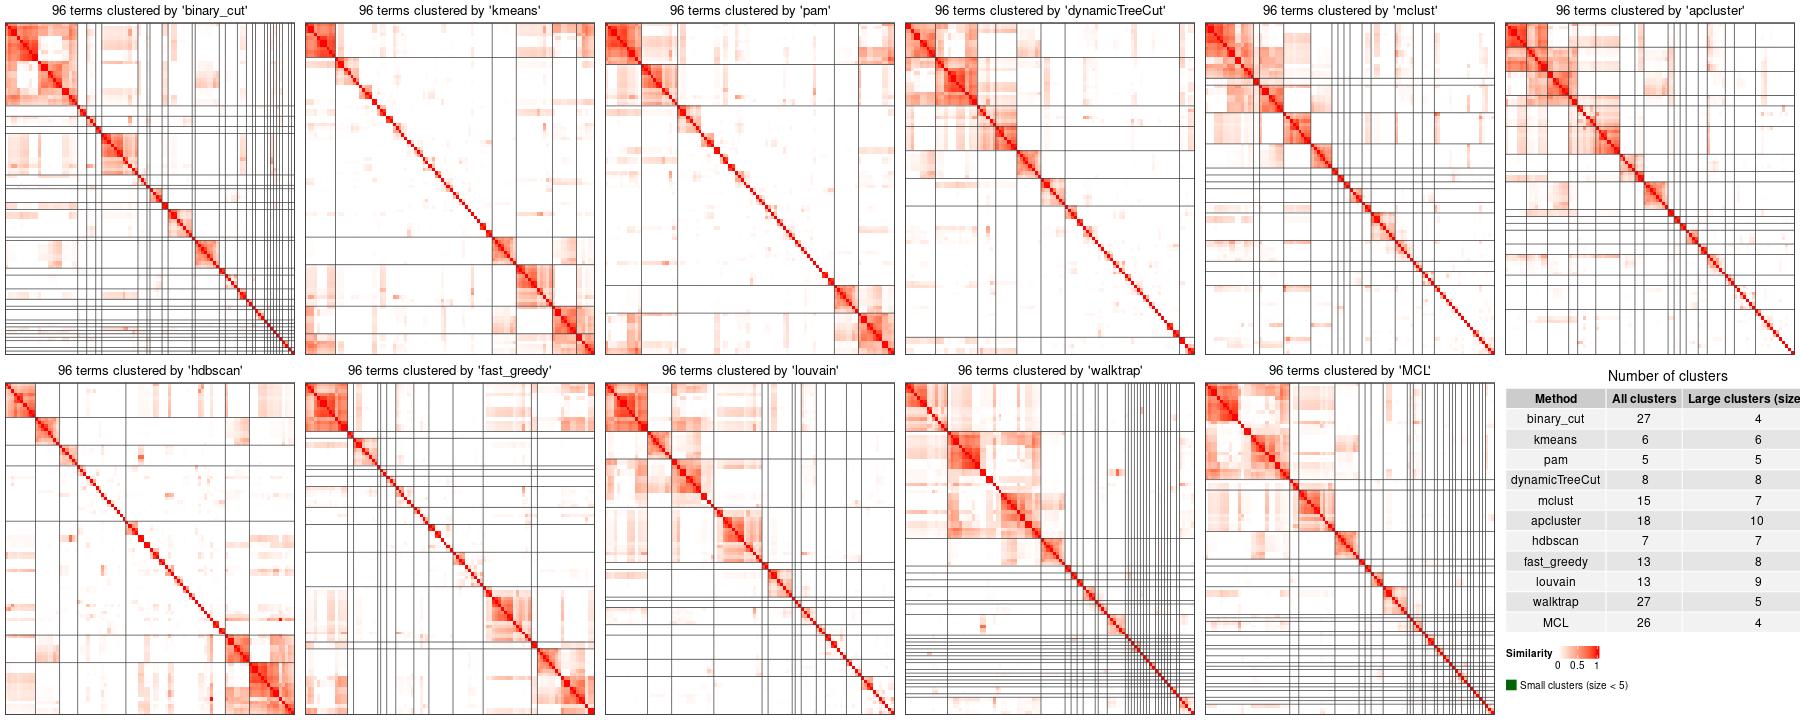 96 terms clustered by 'binary_cut'
96 terms clustered by 'kmeans'
96 terms clustered by 'pam'
96 terms clustered by 'dynamicTreeCut'
96 terms clustered by 'mclust'
96 terms clustered by 'apcluster'
96 terms clustered by 'hdbscan'
96 terms clustered by 'fast_greedy'
96 terms clustered by 'louvain'
96 terms clustered by 'walktrap'
96 terms clustered by 'MCL'
Number of clusters
Method All clusters Large clusters (size
binary_cut 27 4
kmeans 6 6
pam 5 5
dynamicTreeCut 8 8
mclust 15 7
apcluster 18 10
hdbscan 7 7
fast_greedy 13 8
louvain 13 9
walktrap 27 5
MCL 26 4
Similarity
0 0.5 1
Small clusters (size < 5)